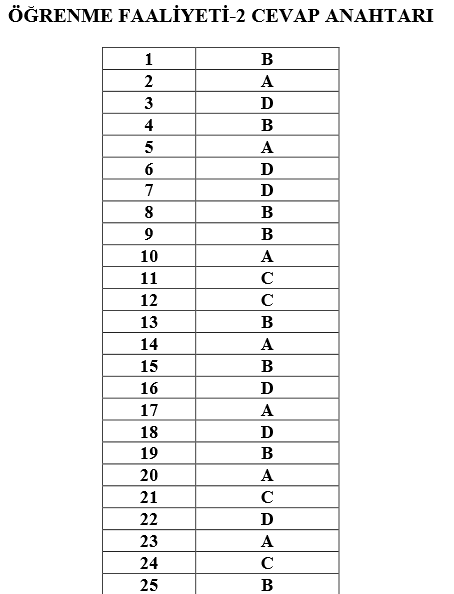 ÖĞRENME FAALİYETİ-2 CEVAP ANAHTARI
1 B
2 A
3 D
4 B
5 A
6 D
7 D
8 B
9 B
10 A
11 C
12 C
13 B
14 A
15 B
16 D
17 A
18 D
19 B
20 A
21 C
22 D
23 A
24 C
25 B